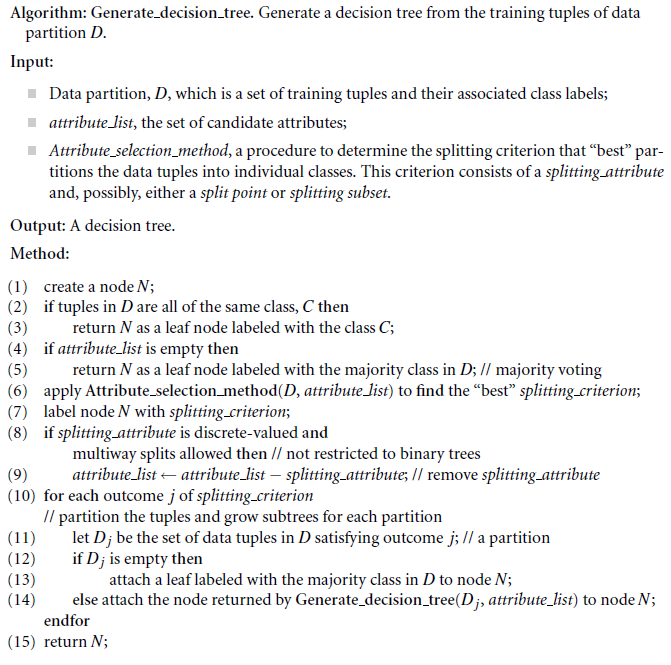 Algorithm: Generate_decision_tree. Generate a decision tree from the training tuples of data
partition D.
Input:
Data partition, D, which is a set of training tuples and their associated class labels;
attribute_list, the set of candidate attributes;
Attribute_selection_method, a procedure to determine the splitting criterion that “best” par-
titions the data tuples into individual classes. This criterion consists of a splitting_attribute
and, possibly, either a split point or splitting subset.
Output: A decision tree.
Method:
(1) create a node N;
(2) if tuples in D are all of the same class, C then
(3) return N as a leaf node labeled with the class C;
(4) if attribute_list is empty then
(5) return N as a leaf node labeled with the majority class in D; // majority voting
(6) apply Attribute_selection_method(D, attribute_list) to find the “best” splitting_criterion;
(7) label node N with splitting_criterion;
(8) if splitting_attribute is discrete-valued and
multiway splits allowed then // not restricted to binary trees
(9) attribute_list ← attribute_list − splitting_attribute; // remove splitting_attribute
(10) for each outcome j of splitting_criterion
// partition the tuples and grow subtrees for each partition
(11) let Dj be the set of data tuples in D satisfying outcome j; // a partition
(12) if Dj is empty then
(13) attach a leaf labeled with the majority class in D to node N;
(14) else attach the node returned by Generate_decision_tree(Dj, attribute_list) to node N;
endfor
(15) return N;